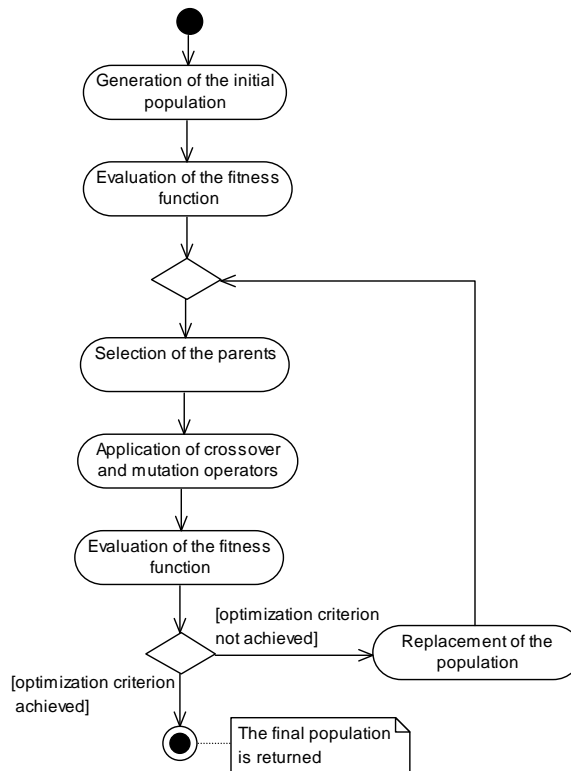 Generation of the initial
population
Evaluation of the fitness
function
Selection of the parents
Application of crossover
and mutation operators
Evaluation of the fitness
function
[optimization criterion
not achieved]
Replacement of the
population
[optimization criterion
achieved]
The final population
is returned